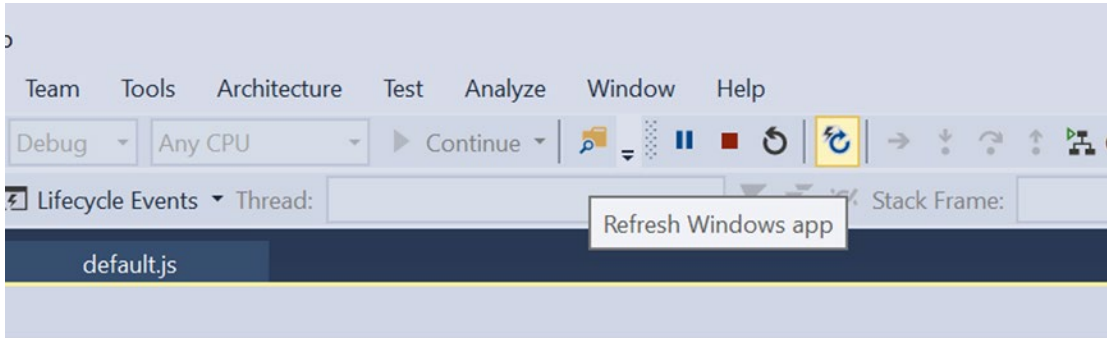 Team Tools Architecture Test Analyze Window Help
Debug Any CPU Continue
Lifecycle Events Thread: Stack Frame:
Refresh Windows app
default.js